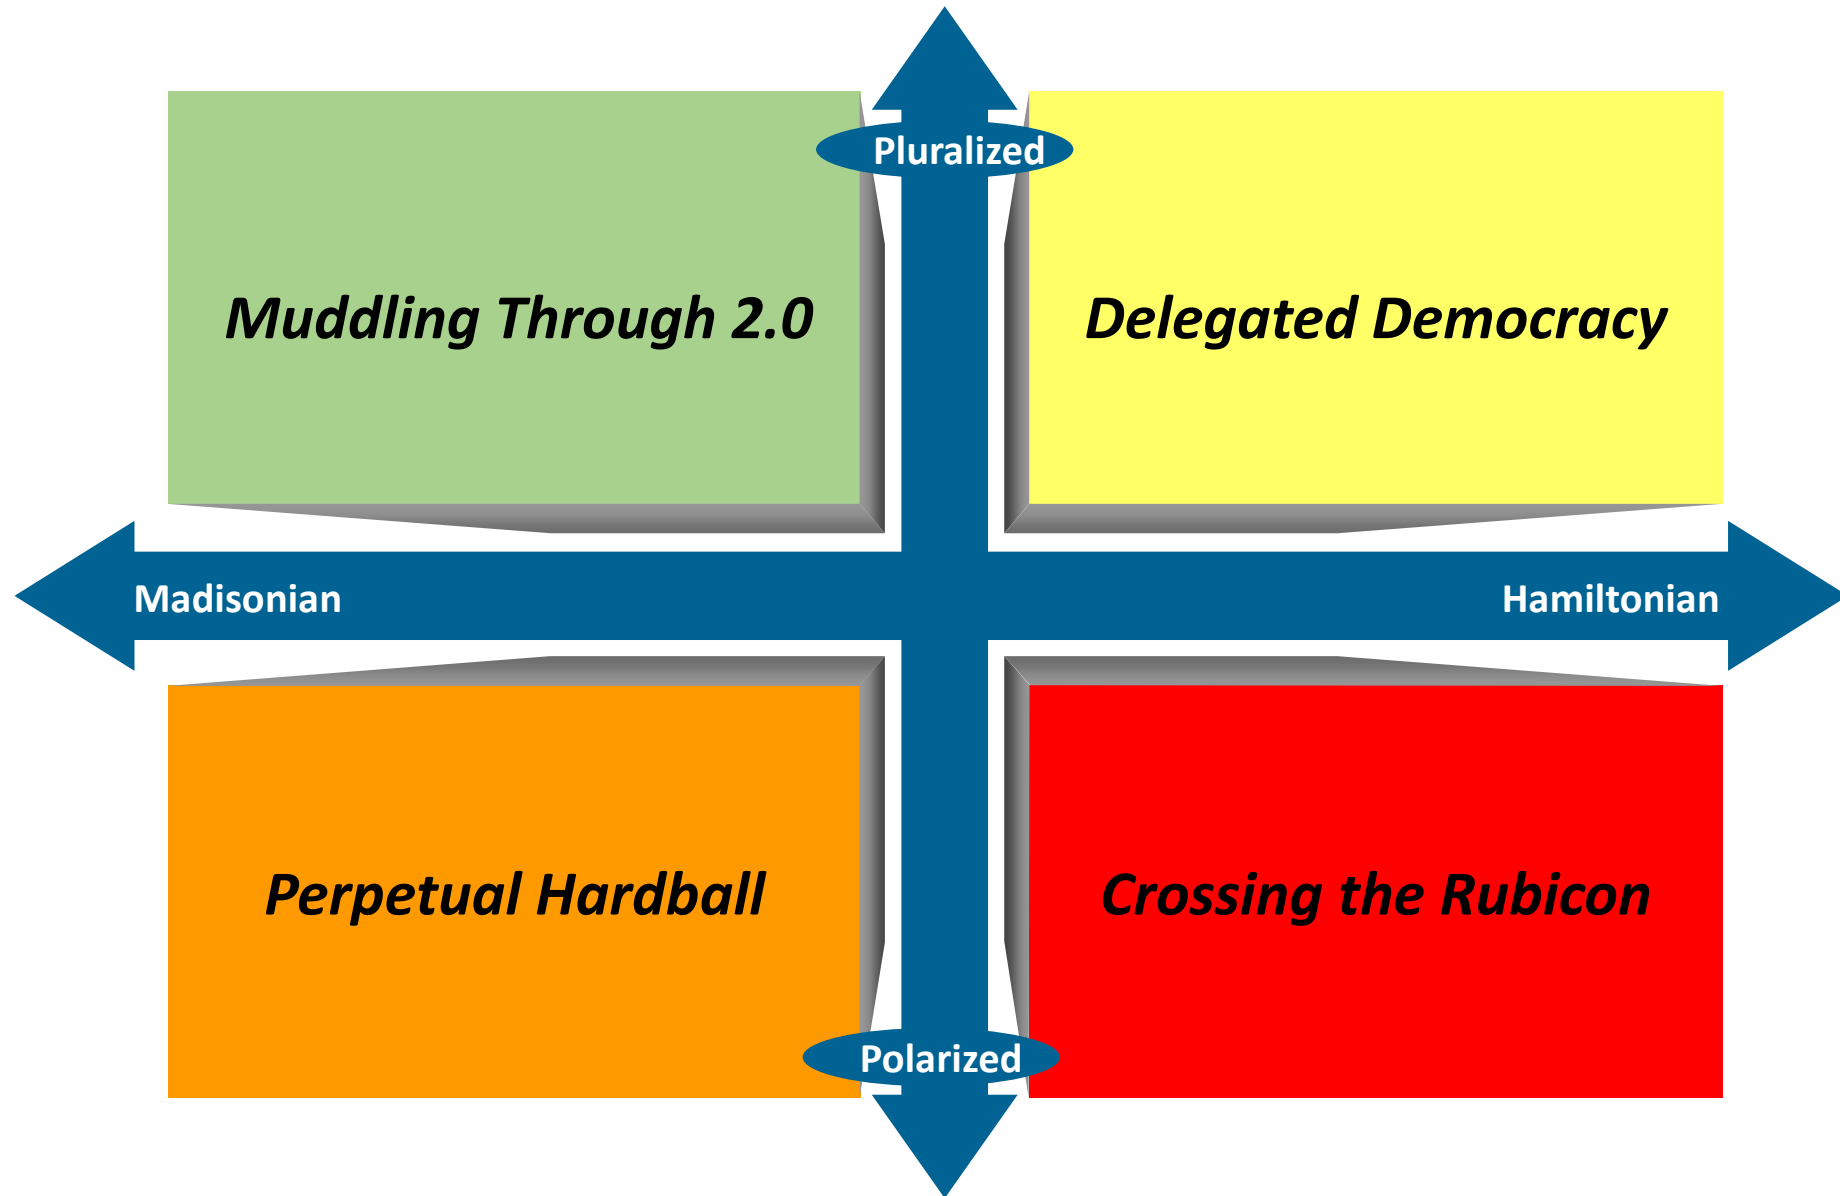 Pluralized
Muddling Through 2.0
Delegated Democracy
Madisonian
Hamiltonian
Perpetual Hardball
Crossing the Rubicon
Polarized